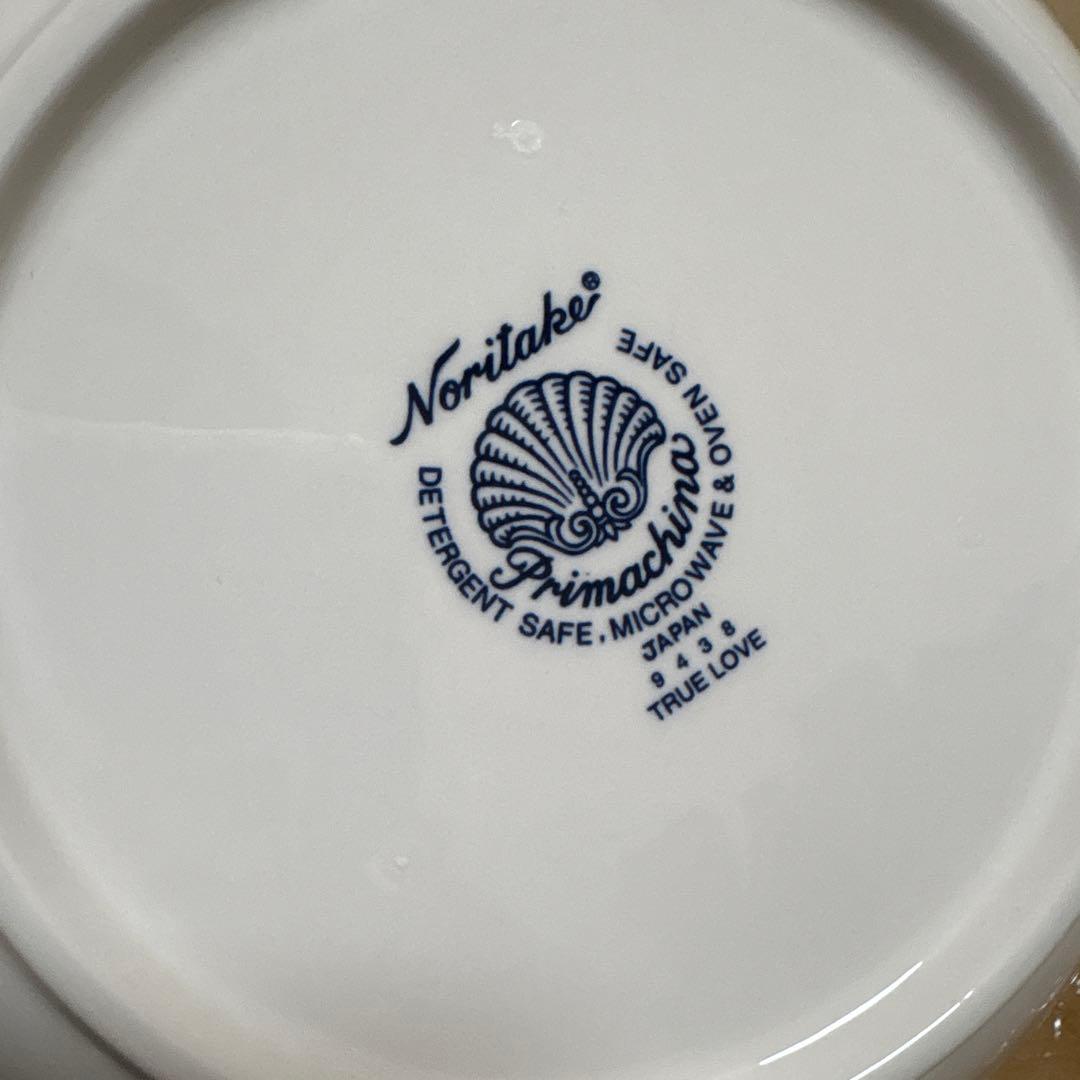 Noritake®
Primachina
DETERGENT SAFE, MICROWAVE & OVEN SAFE
JAPAN
9438
TRUE LOVE